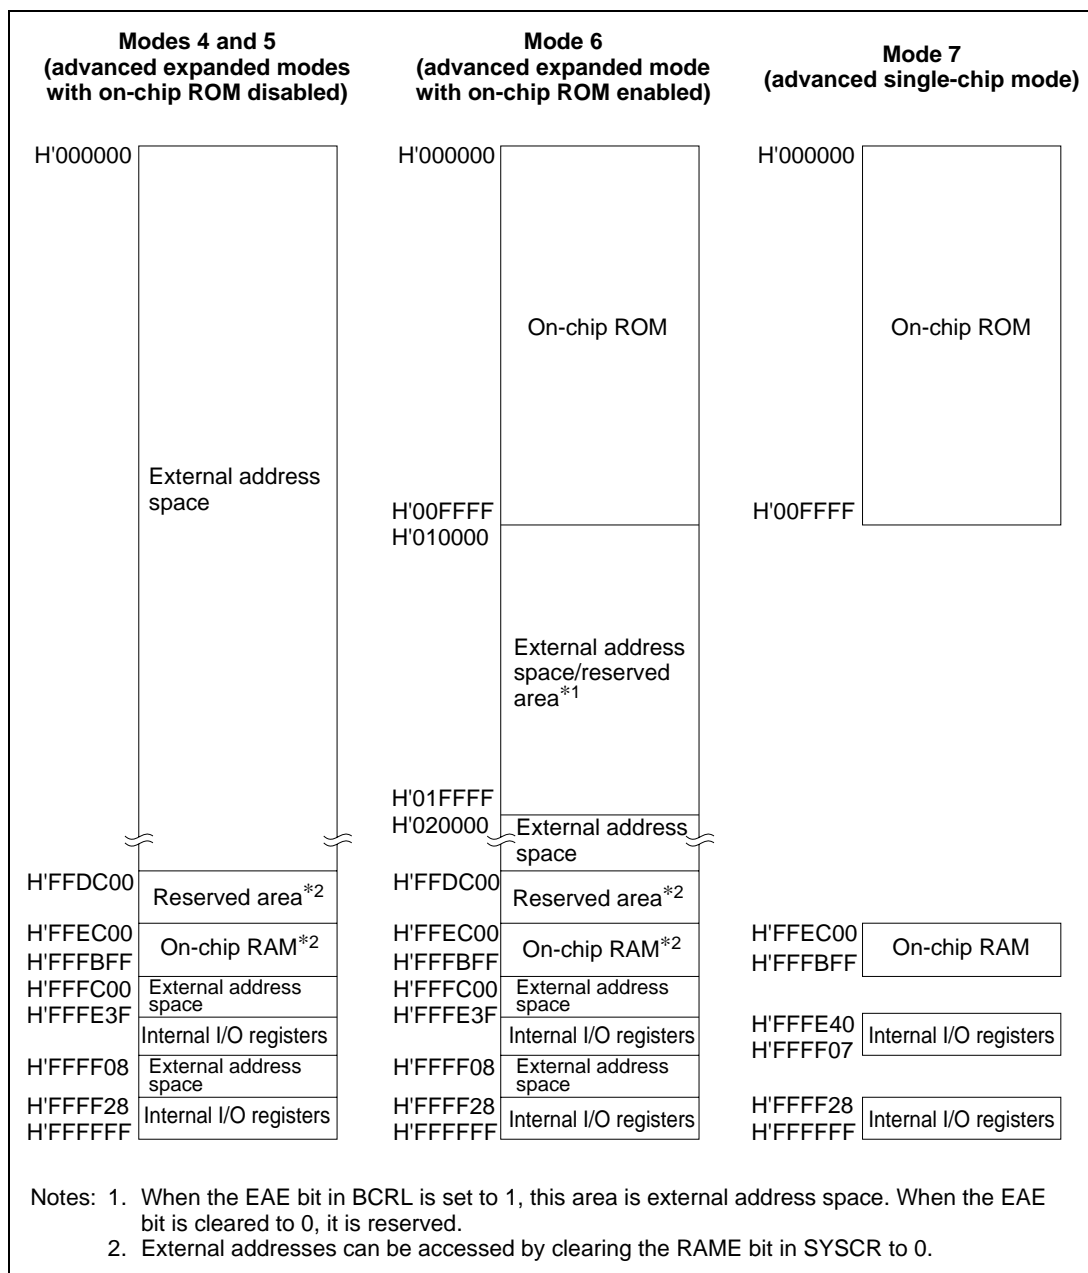 Modes 4 and 5
(advanced expanded modes
with on-chip ROM disabled)
Mode 6
(advanced expanded mode
with on-chip ROM enabled)
Mode 7
(advanced single-chip mode)
H'000000
External address
space
H'FFDC00
Reserved area*2
H'FFEC00
On-chip RAM*2
H'FFFBFF
H'FFFC00
External address
space
H'FFFE3F
Internal I/O registers
H'FFFF08
External address
space
H'FFFF28
Internal I/O registers
H'FFFFFF
H'000000
On-chip ROM
H'00FFFF
H'010000
External address
space/reserved
area*1
H'01FFFF
H'020000
External address
space
H'FFDC00
Reserved area*2
H'FFEC00
On-chip RAM*2
H'FFFBFF
H'FFFC00
External address
space
H'FFFE3F
Internal I/O registers
H'FFFF08
External address
space
H'FFFF28
Internal I/O registers
H'FFFFFF
H'000000
On-chip ROM
H'00FFFF
H'FFEC00
On-chip RAM
H'FFFBFF
H'FFFE40
Internal I/O registers
H'FFFF07
H'FFFF28
Internal I/O registers
H'FFFFFF
Notes: 1. When the EAE bit in BCRL is set to 1, this area is external address space. When the EAE
bit is cleared to 0, it is reserved.
2. External addresses can be accessed by clearing the RAME bit in SYSCR to 0.